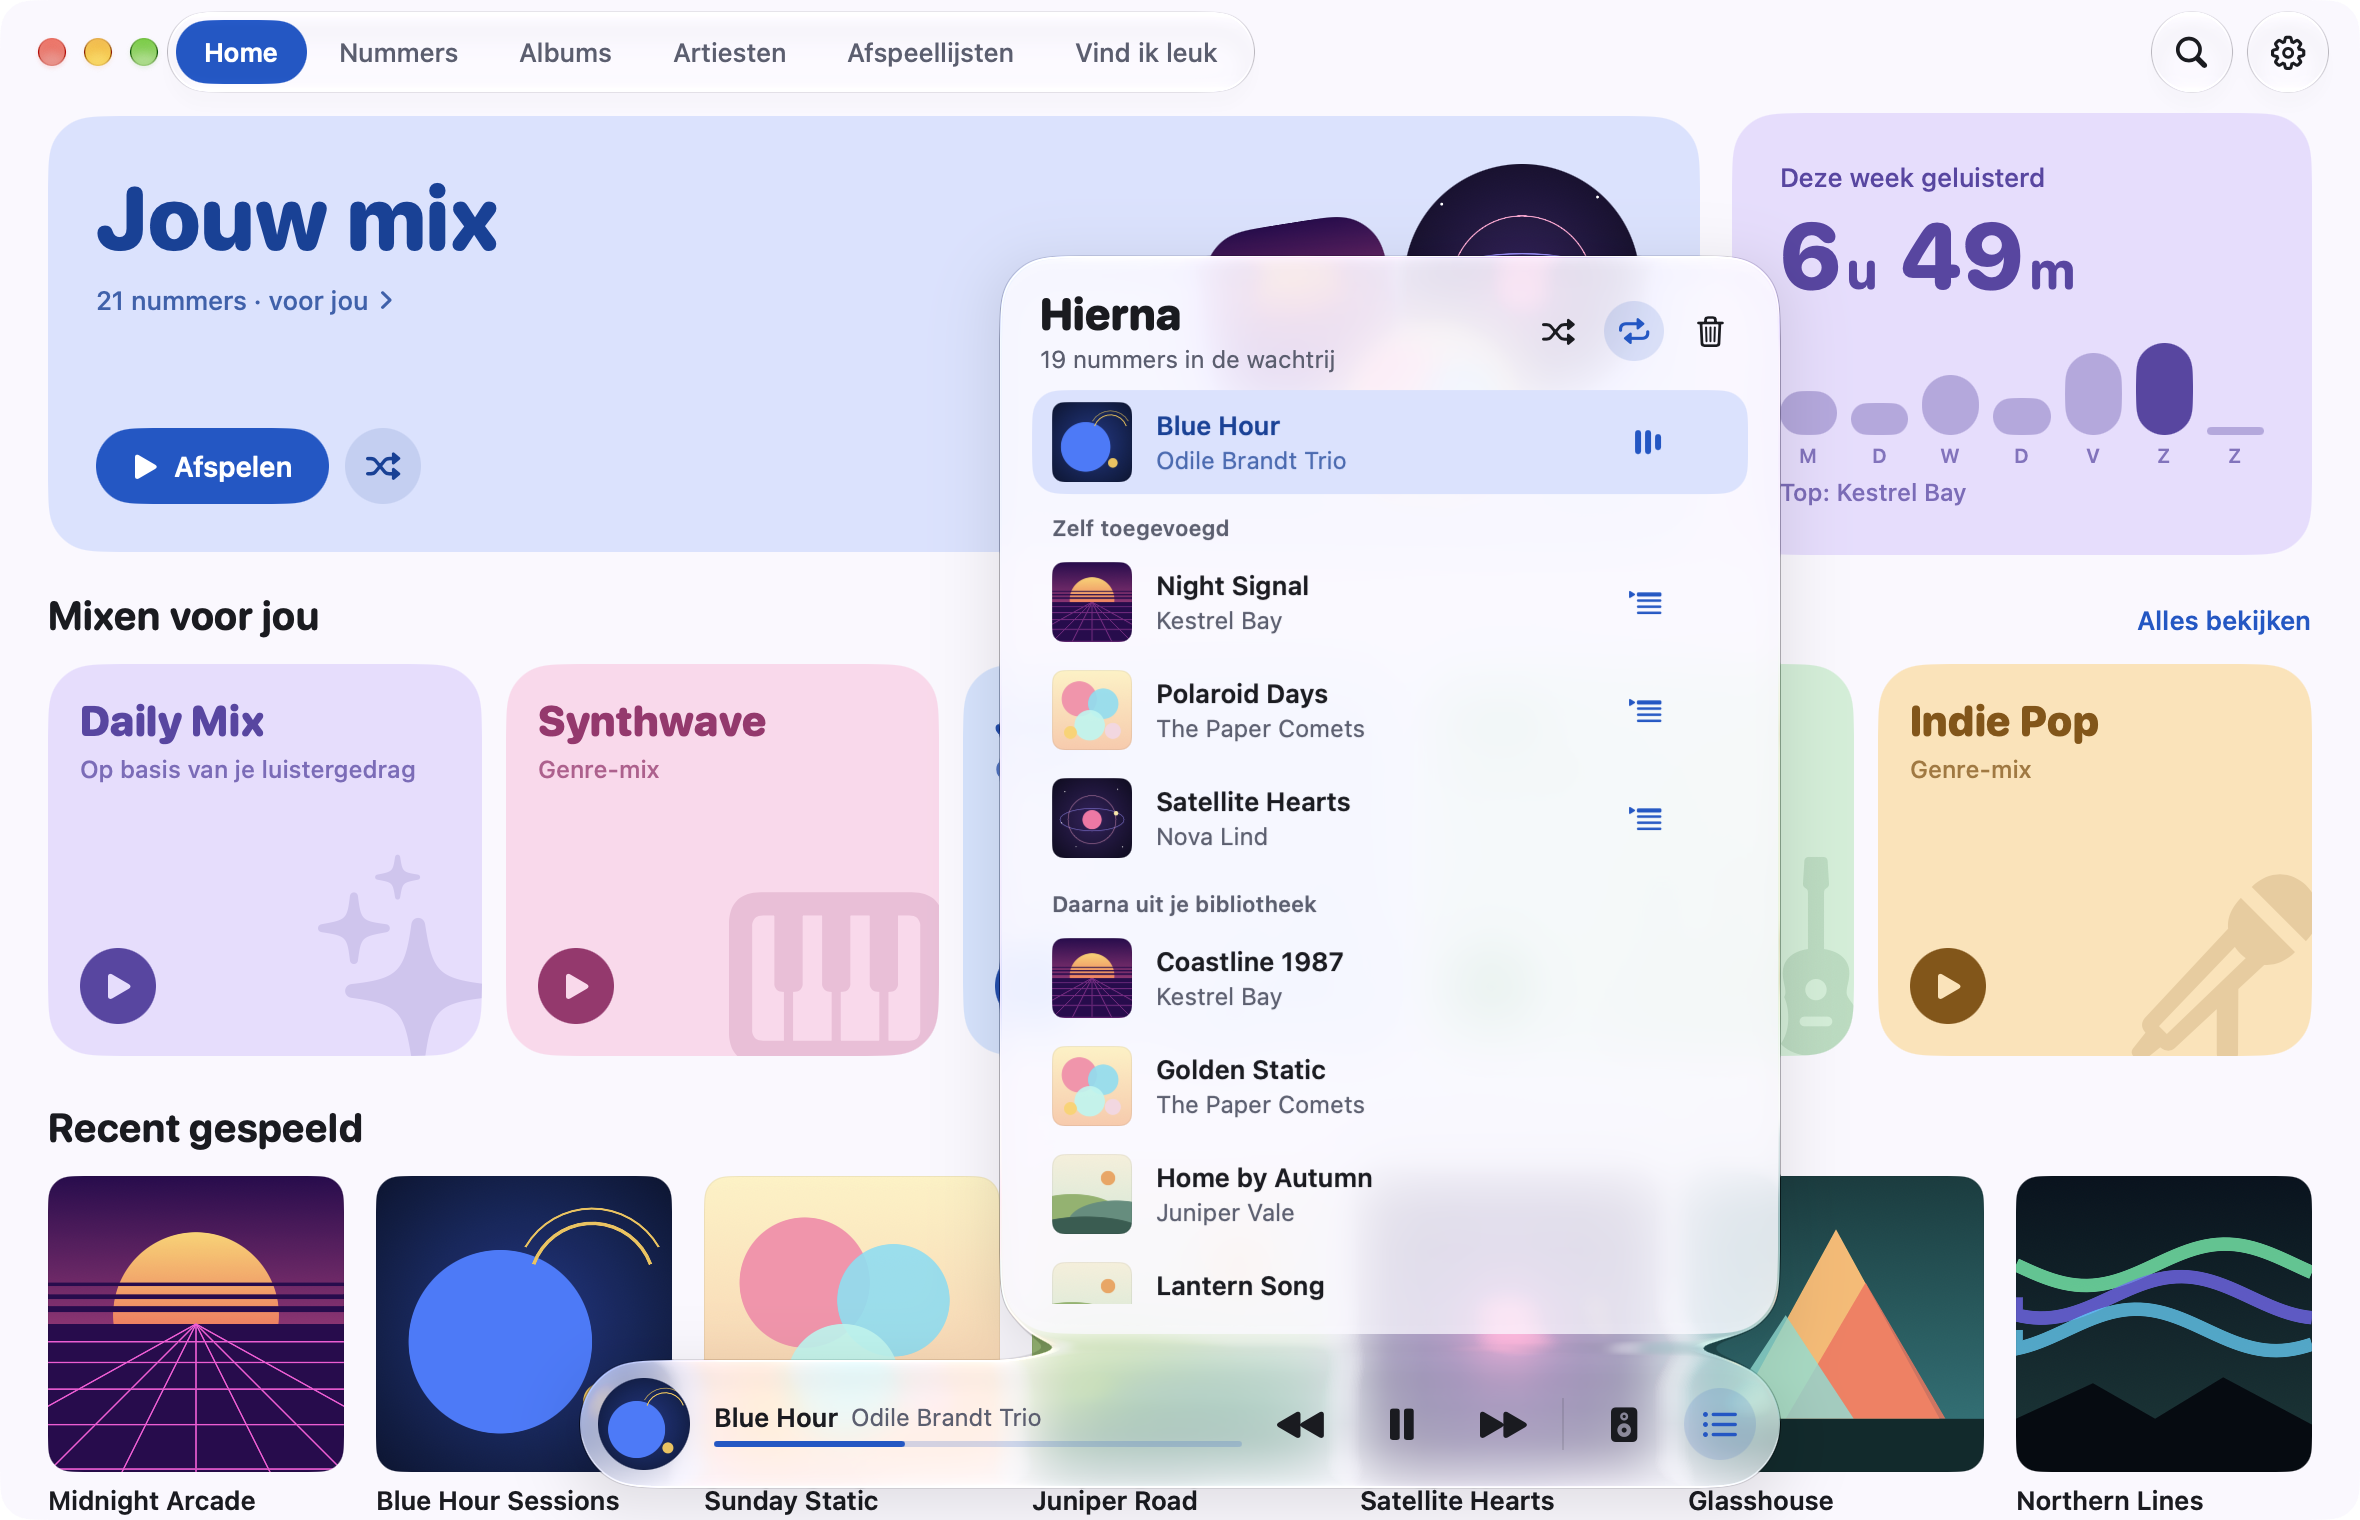 Home
Nummers
Albums
Artiesten
Afspeellijsten
Vind ik leuk
Jouw mix
21 nummers · voor jou
Afspelen
Deze week geluisterd
6u 49m
M D W D V Z Z
Top: Kestrel Bay
Hierna
19 nummers in de wachtrij
Blue Hour
Odile Brandt Trio
Zelf toegevoegd
Night Signal
Kestrel Bay
Polaroid Days
The Paper Comets
Satellite Hearts
Nova Lind
Daarna uit je bibliotheek
Coastline 1987
Kestrel Bay
Golden Static
The Paper Comets
Home by Autumn
Juniper Vale
Lantern Song
Mixen voor jou
Alles bekijken
Daily Mix
Op basis van je luistergedrag
Synthwave
Genre-mix
Indie Pop
Genre-mix
Recent gespeeld
Blue Hour Odile Brandt Trio
Midnight Arcade
Blue Hour Sessions
Sunday Static
Juniper Road
Satellite Hearts
Glasshouse
Northern Lines